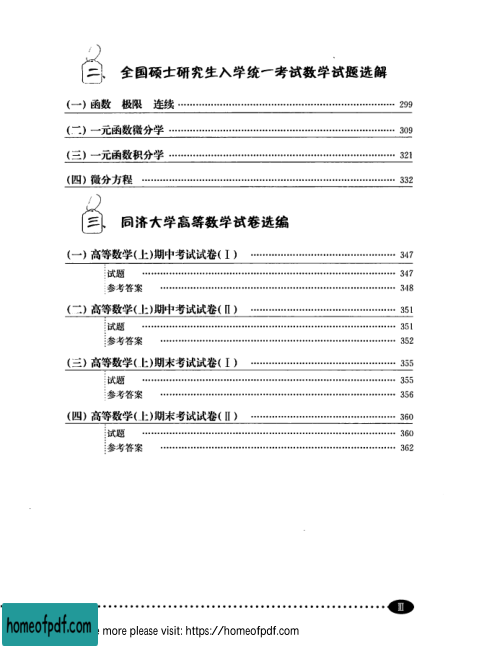 二、全国硕士研究生入学统一考试数学试题选解
(一) 函数 极限 连续 …… 299
(二) 一元函数微分学 …… 309
(三) 一元函数积分学 …… 321
(四) 微分方程 …… 332
三、同济大学高等数学试卷选编
(一) 高等数学(上)期中考试试卷(Ⅰ) …… 347
试题 …… 347
参考答案 …… 348
(二) 高等数学(上)期中考试试卷(Ⅱ) …… 351
试题 …… 351
参考答案 …… 352
(三) 高等数学(上)期末考试试卷(Ⅰ) …… 355
试题 …… 355
参考答案 …… 356
(四) 高等数学(上)期末考试试卷(Ⅱ) …… 360
试题 …… 360
参考答案 …… 362
Ⅲ
homeofpdf.com
more please visit: https://homeofpdf.com